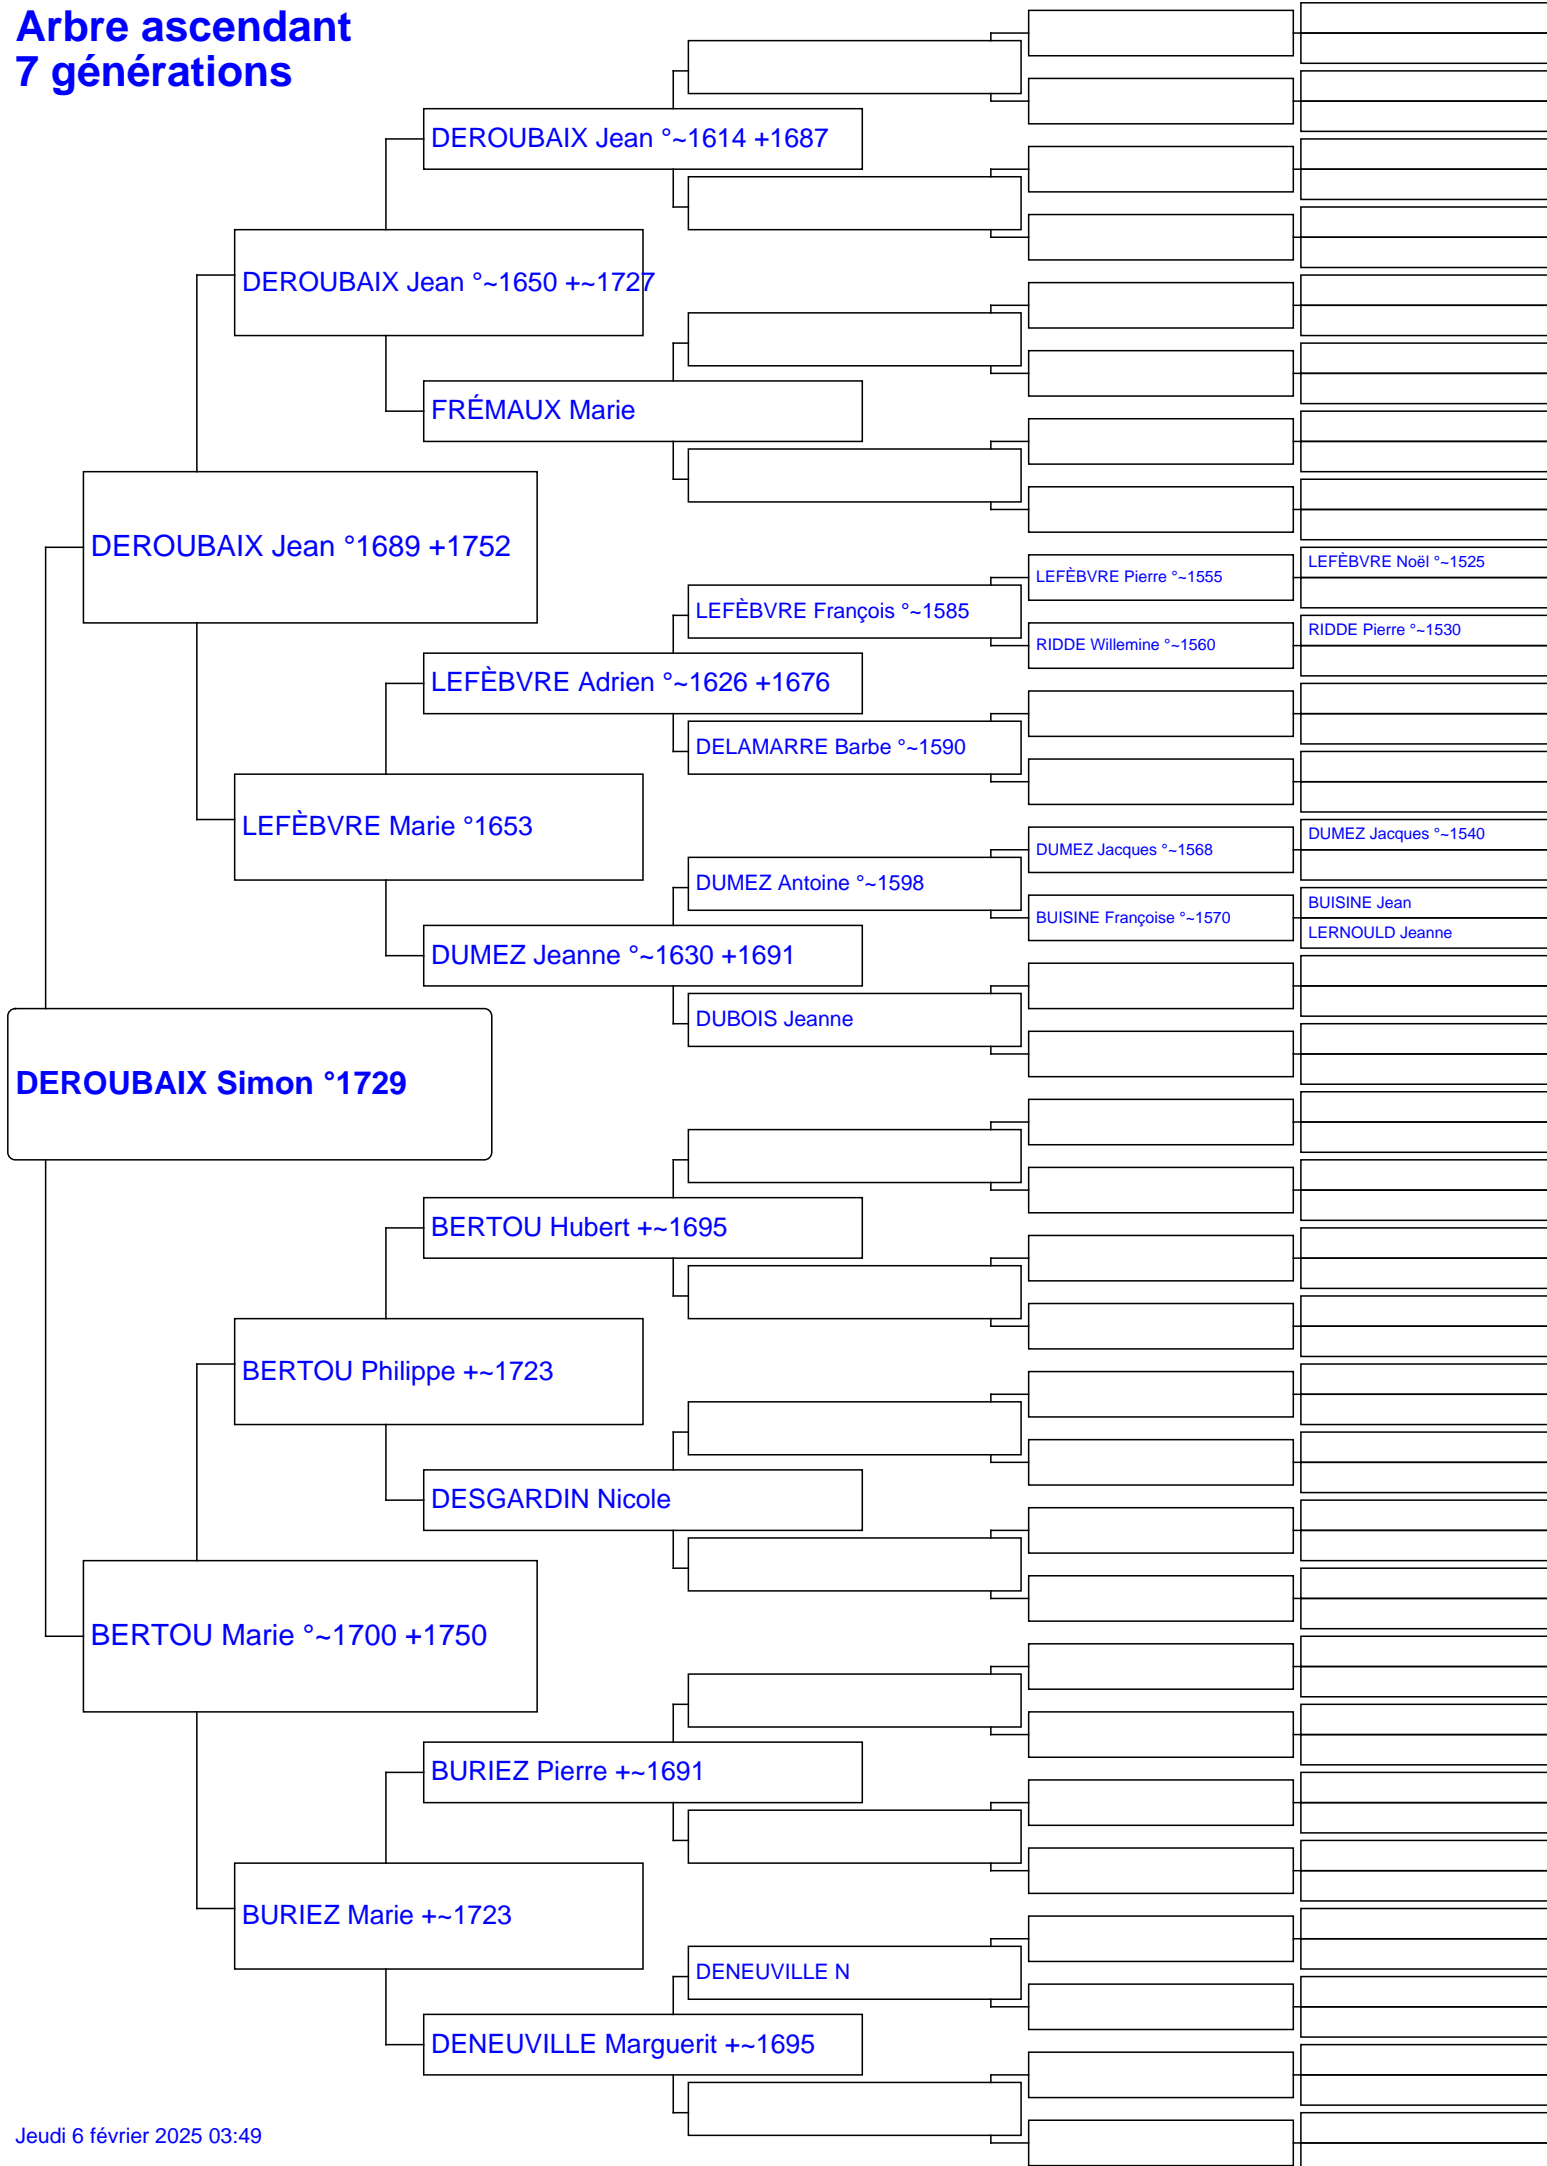 Arbre ascendant
7 générations
DEROUBAIX Jean °~1614 +1687
DEROUBAIX Jean °~1650 +~1727
FRÉMAUX Marie
DEROUBAIX Jean °1689 +1752
LEFÈBVRE Noël °~1525
LEFÈBVRE Pierre °~1555
LEFÈBVRE François °~1585
RIDDE Pierre °~1530
RIDDE Willemine °~1560
LEFÈBVRE Adrien °~1626 +1676
DELAMARRE Barbe °~1590
LEFÈBVRE Marie °1653
DUMEZ Jacques °~1540
DUMEZ Jacques °~1568
DUMEZ Antoine °~1598
BUISINE Jean
BUISINE Françoise °~1570
LERNOULD Jeanne
DUMEZ Jeanne °~1630 +1691
DUBOIS Jeanne
DEROUBAIX Simon °1729
BERTOU Hubert +~1695
BERTOU Philippe +~1723
DESGARDIN Nicole
BERTOU Marie °~1700 +1750
BURIEZ Pierre +~1691
BURIEZ Marie +~1723
DENEUVILLE N
DENEUVILLE Marguerit +~1695
Jeudi 6 février 2025 03:49